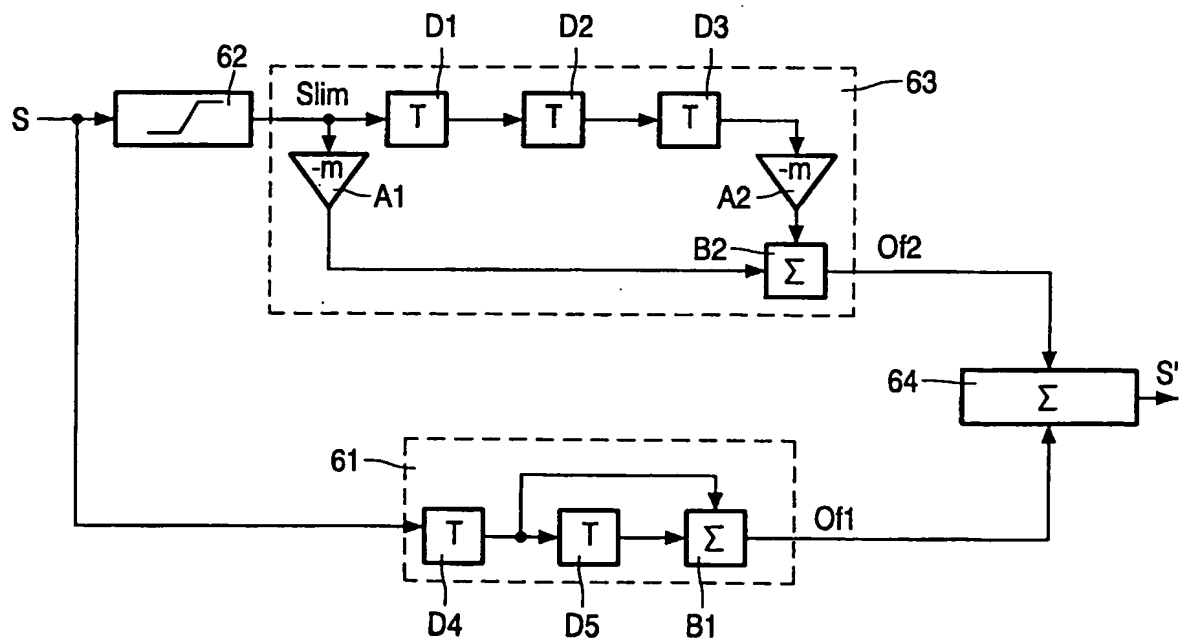 D1 D2 D3
62
63
Slim
S
T T T
-m -m
A1 A2
B2 Of2
Σ
64 S'
Σ
61
Of1
T T Σ
D4 D5 B1